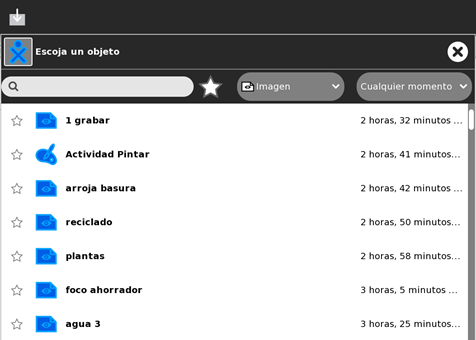 Escoja un objeto
Imagen Cualquier momento
1 grabar 2 horas, 32 minutos ...
Actividad Pintar 2 horas, 41 minutos...
arroja basura 2 horas, 42 minutos ...
reciclado 2 horas, 50 minutos...
plantas 2 horas, 58 minutos...
foco ahorrador 3 horas, 5 minutos ...
agua 3 3 horas, 25 minutos...